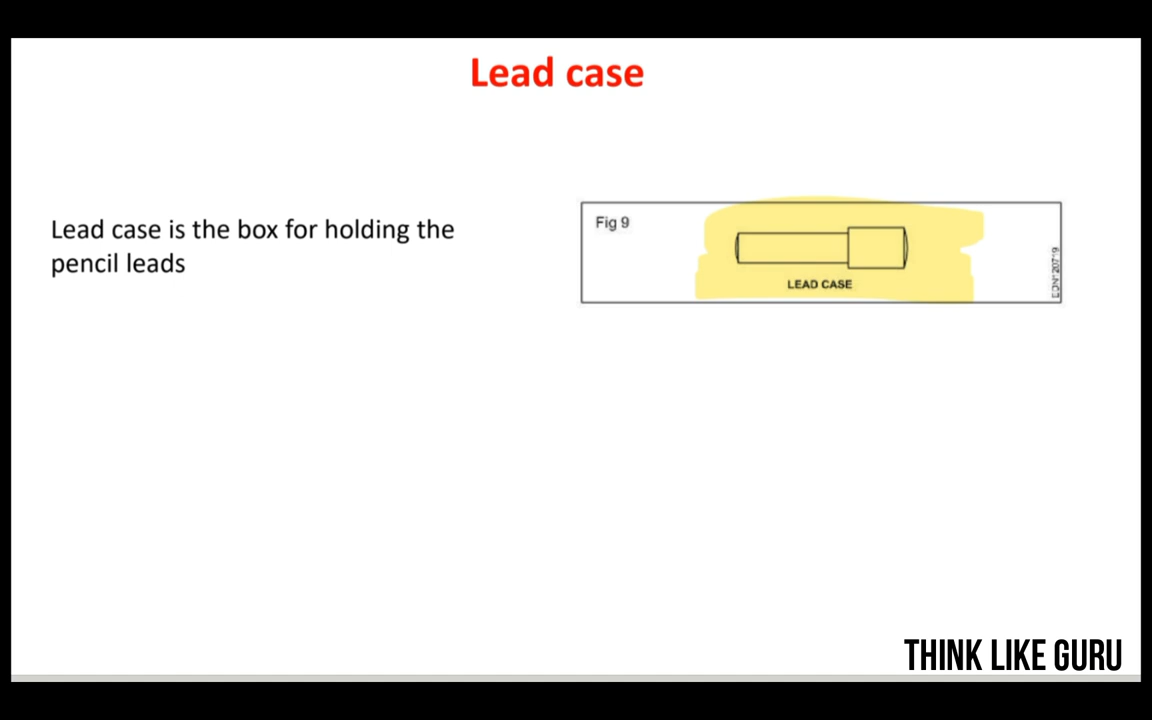 Lead case
Lead case is the box for holding the
pencil leads
Fig 9
LEAD CASE
THINK LIKE GURU